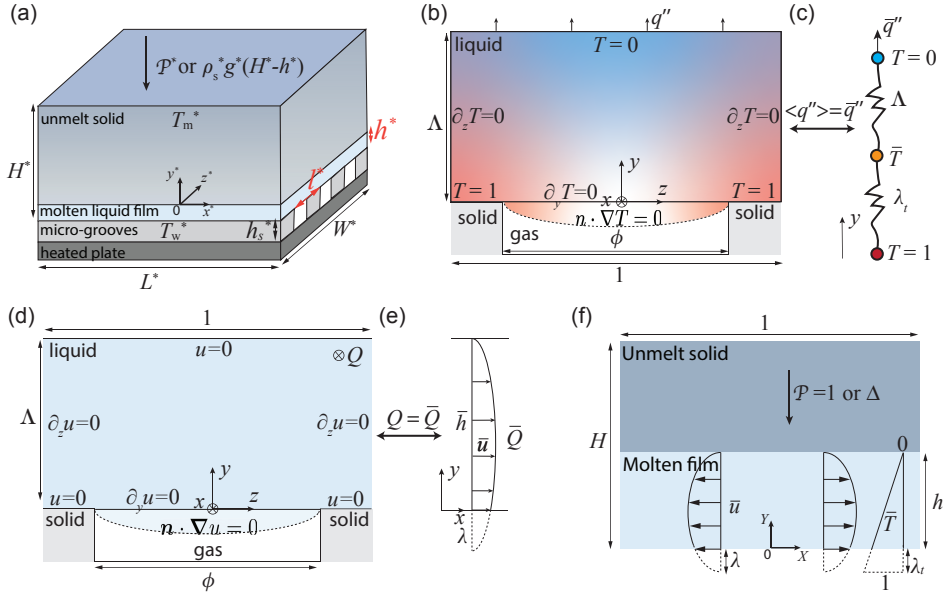 (a)
𝒫* or ρs*g*(H*-h*)
unmelt solid
Tm*
H*
h*
y*
z*
0
x*
l*
molten liquid film
micro-grooves
Tw*
hs*
heated plate
L*
W*
(b)
q''
liquid
T=0
Λ
∂zT=0
∂zT=0
y
T=1
∂yT=0
x
z
T=1
solid
n·∇T=0
solid
gas
ϕ
1
<q''>=q̄''
(c)
q̄''
T=0
Λ
T̄
λt
y
T=1
(d)
1
liquid
u=0
⊗Q
Λ
∂zu=0
∂zu=0
y
u=0
∂yu=0
x
z
u=0
solid
n·∇u=0
solid
gas
ϕ
Q=Q̄
(e)
h̄
ū
Q̄
y
x
λ
(f)
1
Unmelt solid
𝒫=1 or Δ
H
0
Molten film
ū
T̄
h
Y
0
X
λ
λt
1